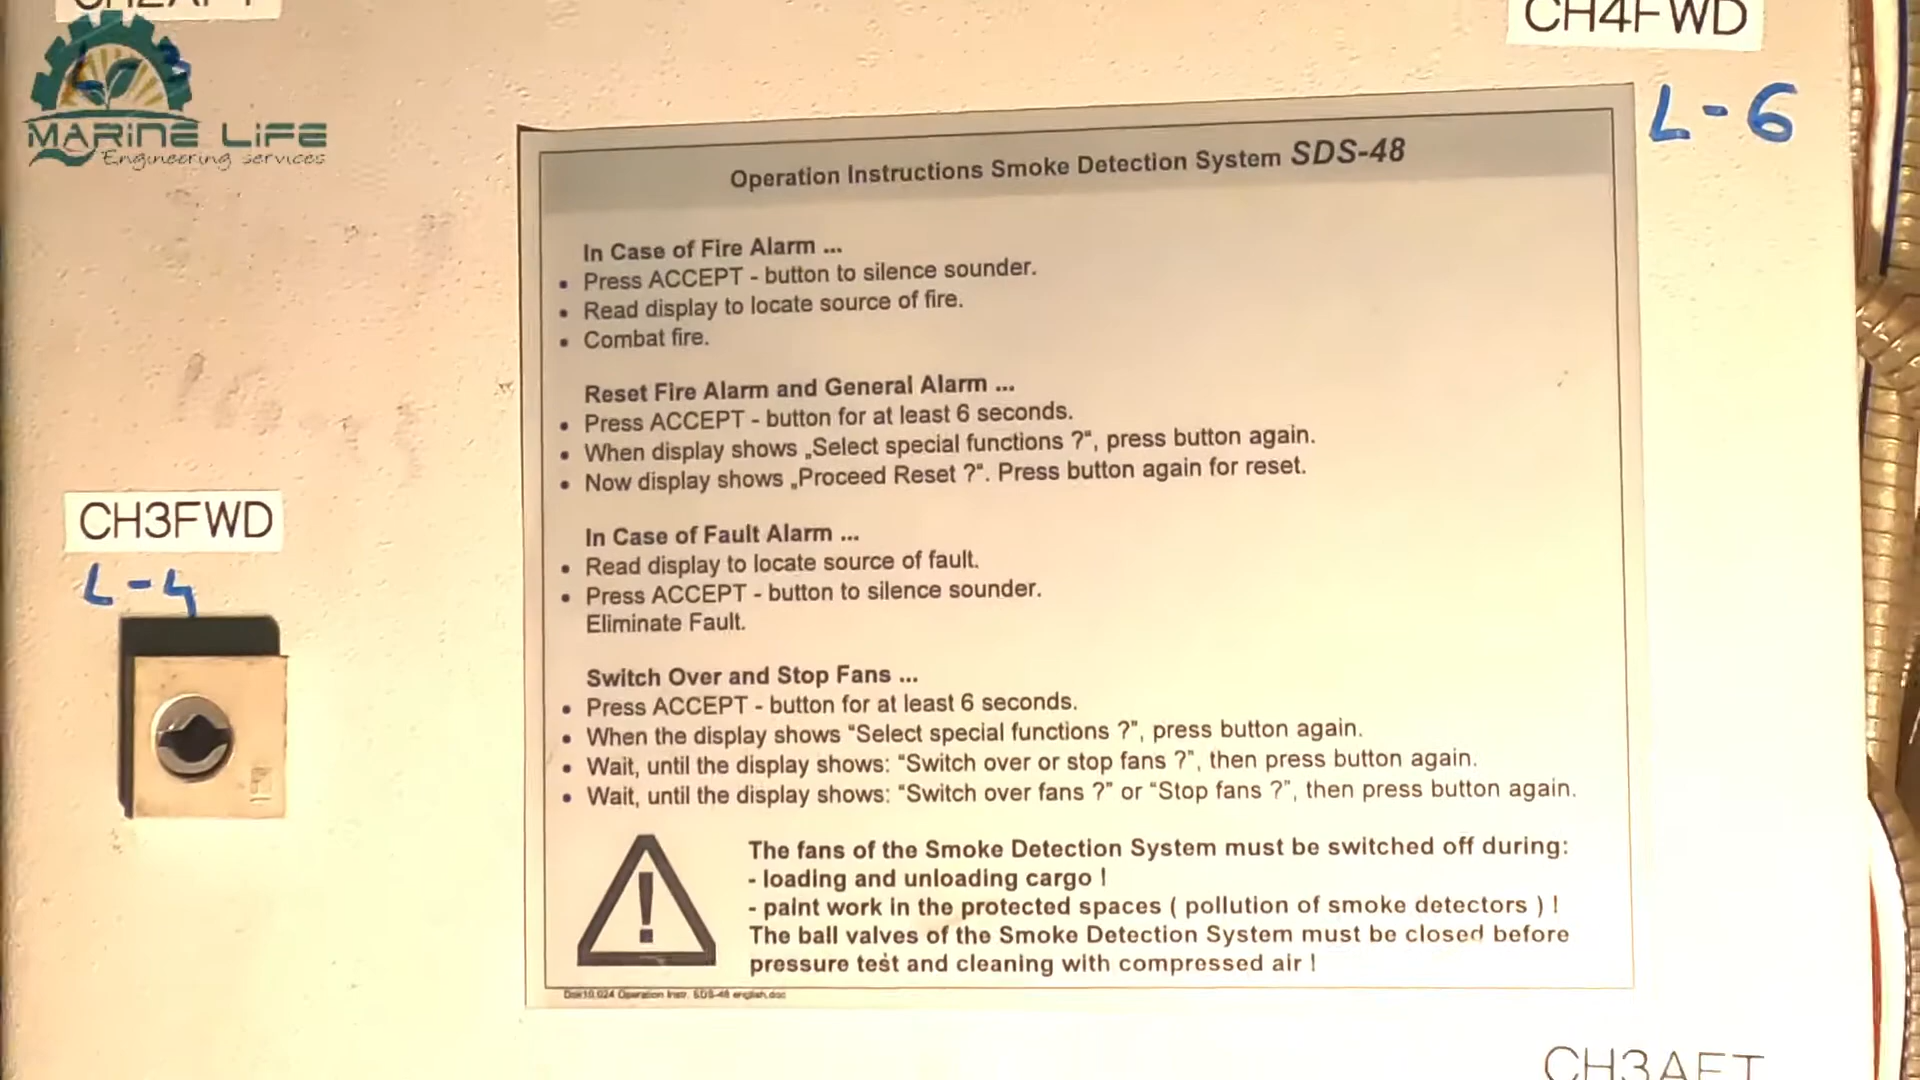 CH2AFT
CH4FWD
L-6
MARINE LIFE
Engineering services
Operation Instructions Smoke Detection System SDS-48
In Case of Fire Alarm ...
• Press ACCEPT - button to silence sounder.
• Read display to locate source of fire.
• Combat fire.
Reset Fire Alarm and General Alarm ...
• Press ACCEPT - button for at least 6 seconds.
• When display shows „Select special functions ?“, press button again.
• Now display shows „Proceed Reset ?“. Press button again for reset.
CH3FWD
L-4
In Case of Fault Alarm ...
• Read display to locate source of fault.
• Press ACCEPT - button to silence sounder.
Eliminate Fault.
Switch Over and Stop Fans ...
• Press ACCEPT - button for at least 6 seconds.
• When the display shows “Select special functions ?”, press button again.
• Wait, until the display shows: “Switch over or stop fans ?”, then press button again.
• Wait, until the display shows: “Switch over fans ?” or “Stop fans ?”, then press button again.
!
The fans of the Smoke Detection System must be switched off during:
- loading and unloading cargo !
- paint work in the protected spaces ( pollution of smoke detectors ) !
The ball valves of the Smoke Detection System must be closed before
pressure test and cleaning with compressed air !
Operation Instr. SDS-48 english.doc
CH3AFT